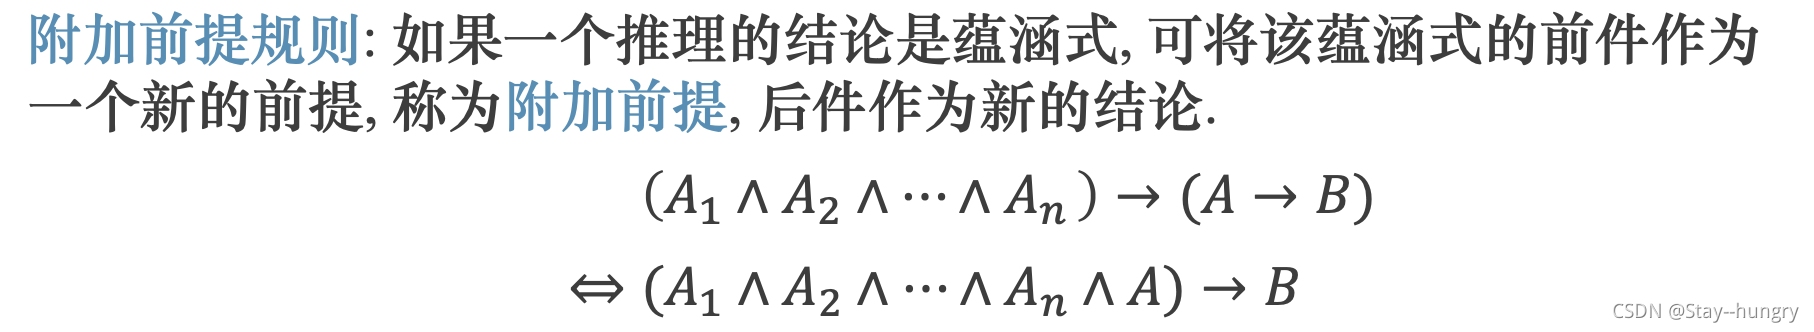 附加前提规则: 如果一个推理的结论是蕴涵式, 可将该蕴涵式的前件作为
一个新的前提, 称为附加前提, 后件作为新的结论.
(A₁ ∧ A₂ ∧ ⋯ ∧ Aₙ) → (A → B)
⇔ (A₁ ∧ A₂ ∧ ⋯ ∧ Aₙ ∧ A) → B
CSDN @Stay--hungry